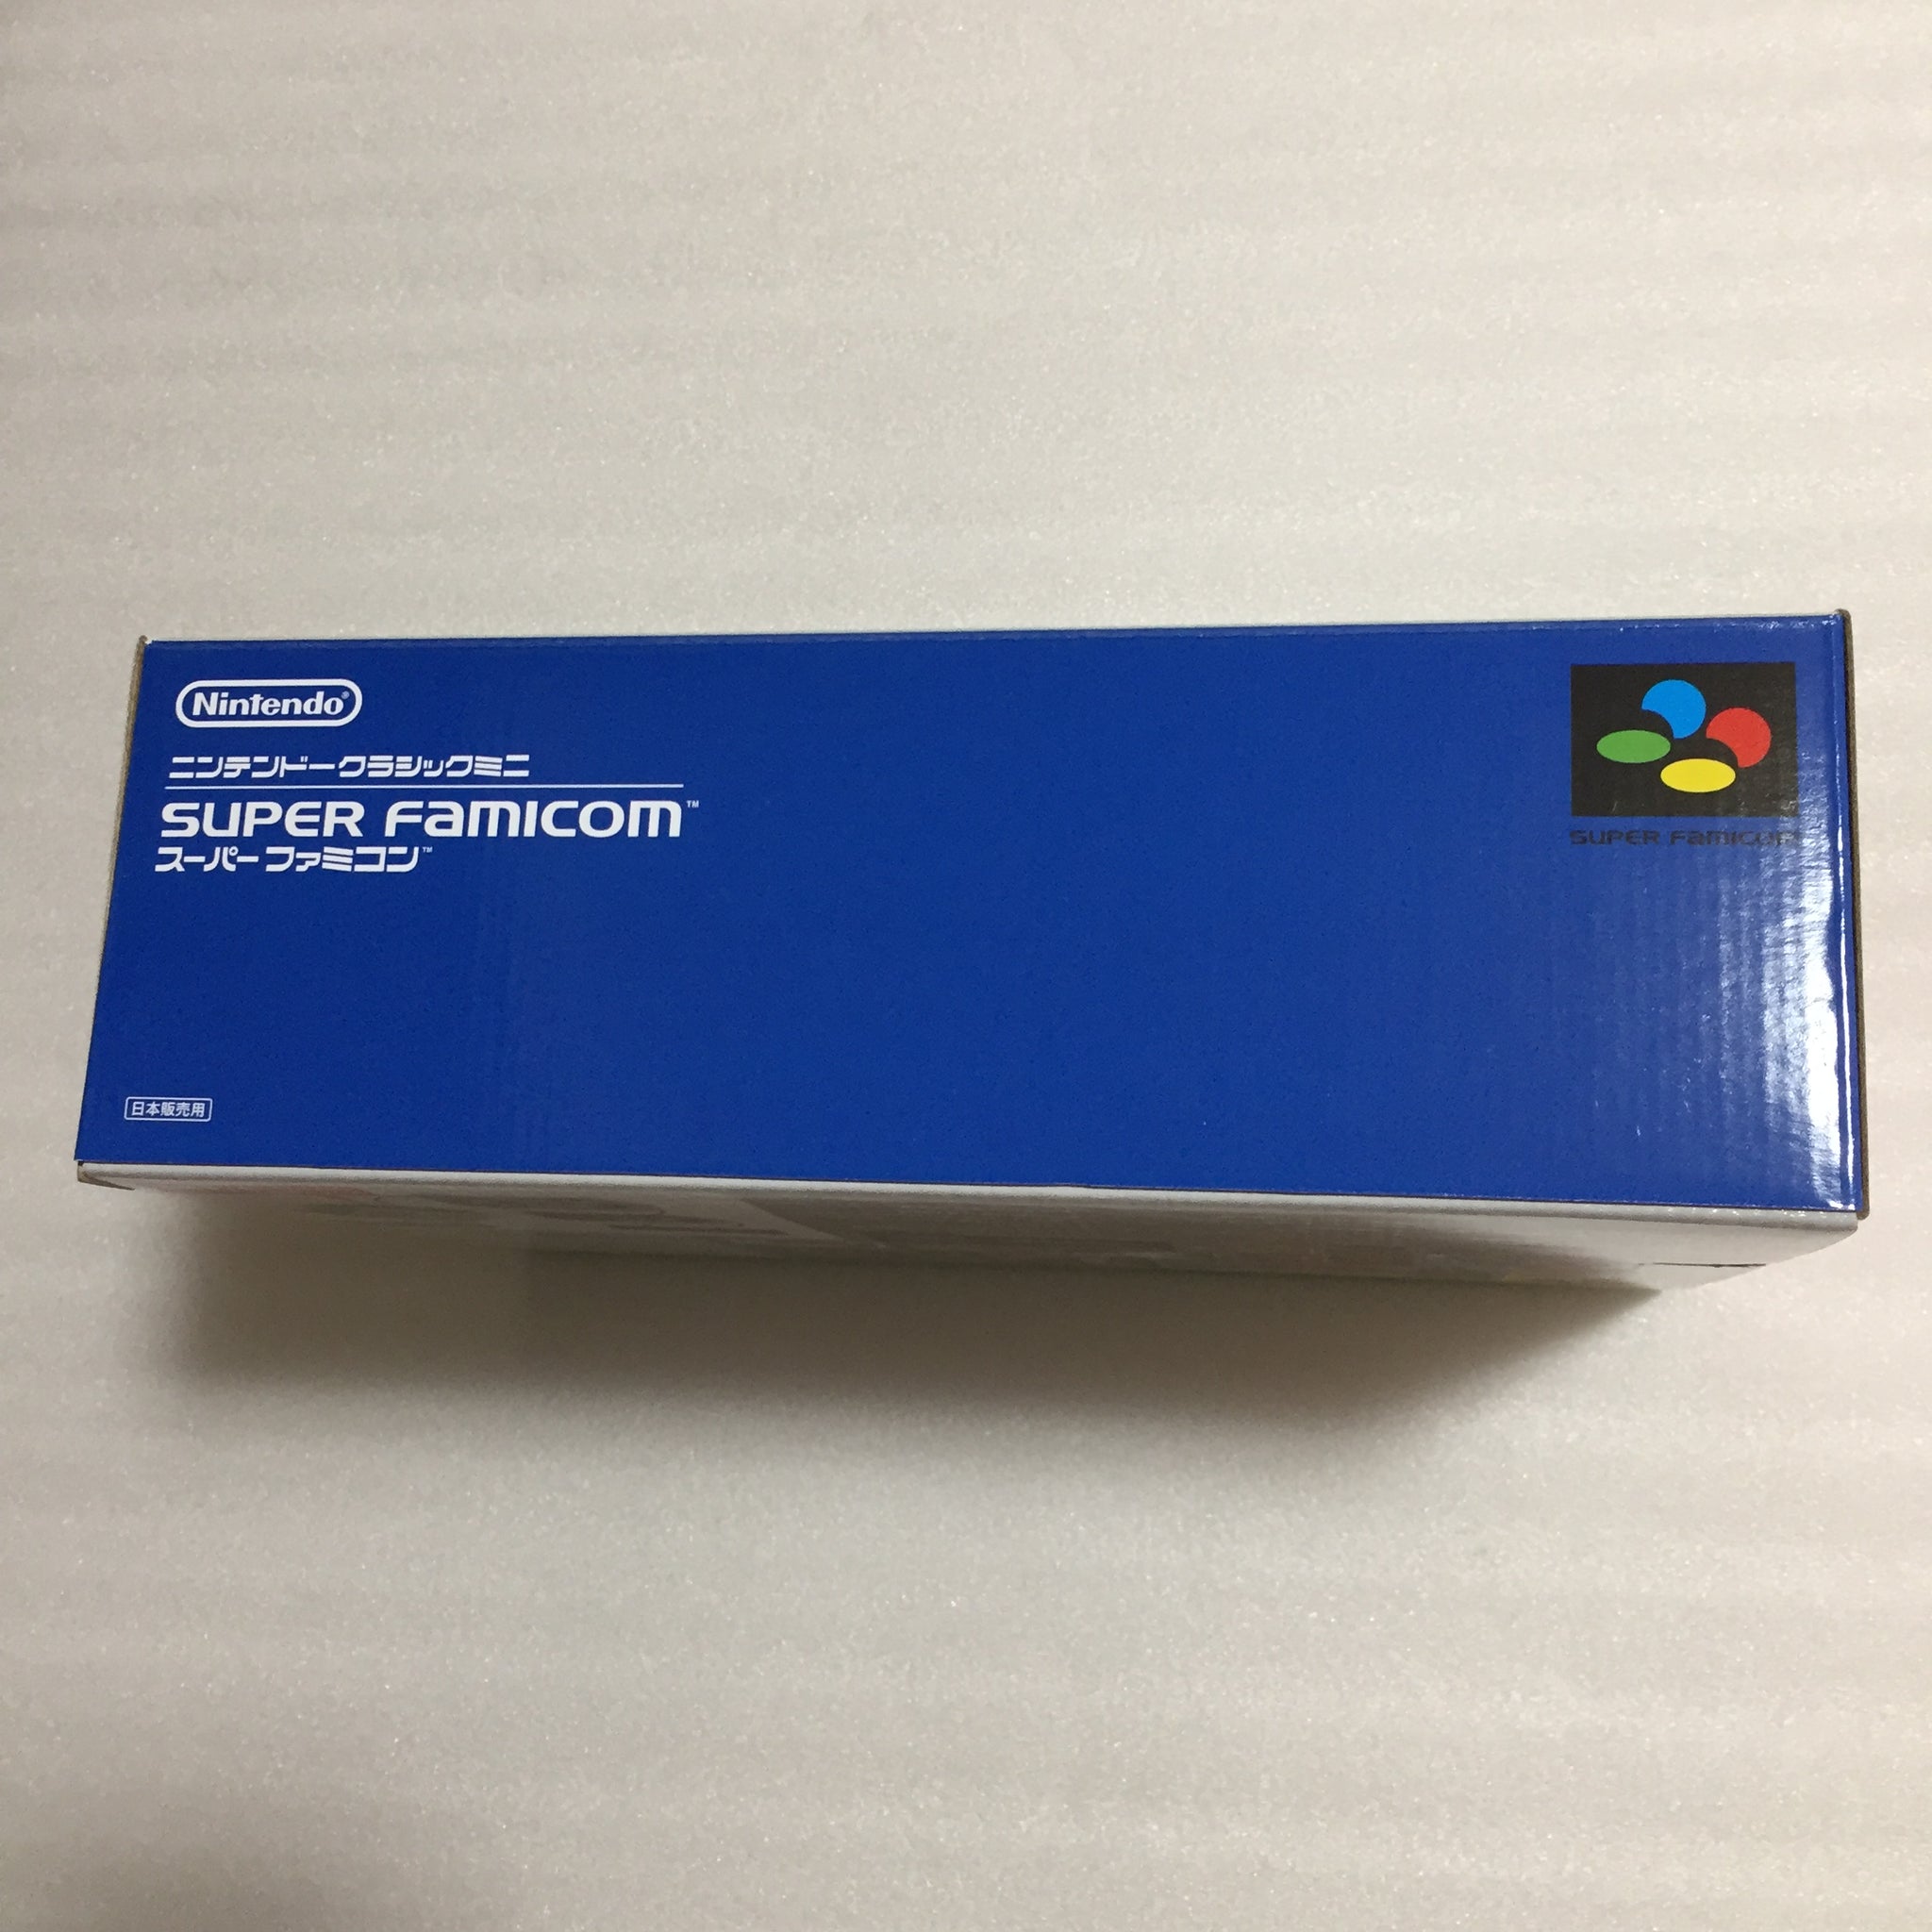 Nintendo®
ニンテンドークラシックミニ
SUPER FAMICOM™
スーパーファミコン™
日本販売用
SUPER FAMICOM